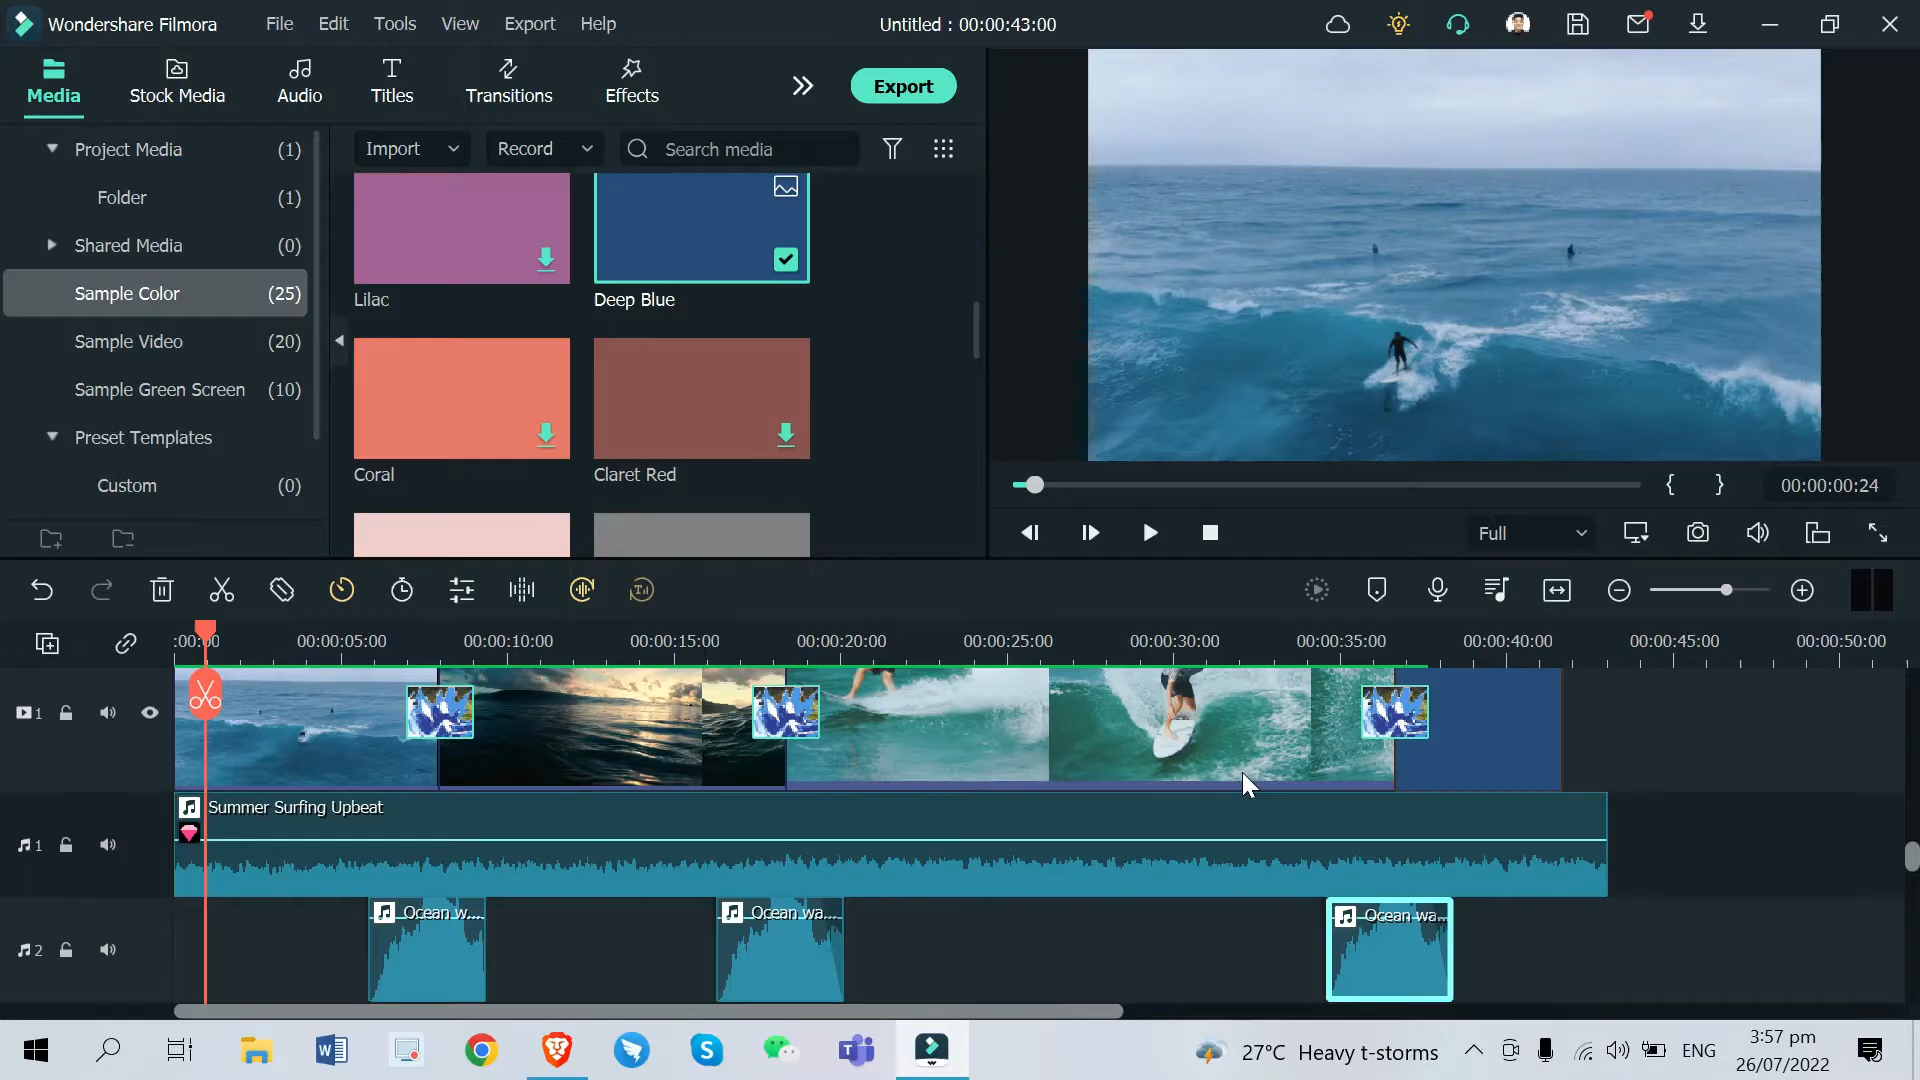 Wondershare Filmora
File
Edit
Tools
View
Export
Help
Untitled : 00:00:43:00
Media
Stock Media
Audio
Titles
Transitions
Effects
Export
Project Media (1)
Folder (1)
Shared Media (0)
Sample Color (25)
Sample Video (20)
Sample Green Screen (10)
Preset Templates
Custom (0)
Import
Record
Search media
Lilac
Deep Blue
Coral
Claret Red
{ }
00:00:00:24
Full
:00:00
00:00:05:00
00:00:10:00
00:00:15:00
00:00:20:00
00:00:25:00
00:00:30:00
00:00:35:00
00:00:40:00
00:00:45:00
00:00:50:00
1
Summer Surfing Upbeat
1
Ocean w...
Ocean wa...
Ocean wa...
2
27°C Heavy t-storms
ENG
3:57 pm
26/07/2022